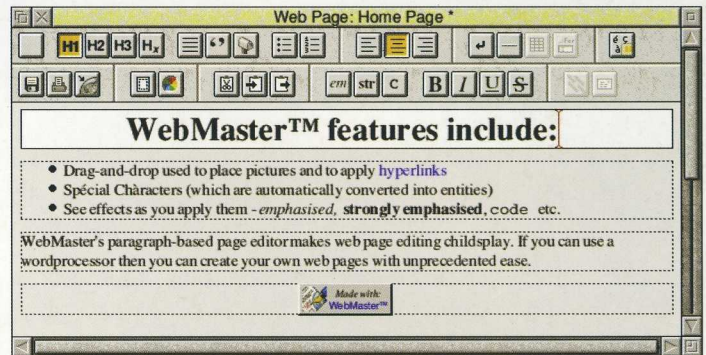 Web Page: Home Page *
H1 H2 H3 Hx
é ç à
em str c B I U S
WebMaster™ features include:
• Drag-and-drop used to place pictures and to apply hyperlinks
• Spécial Chàracters (which are automatically converted into entities)
• See effects as you apply them - emphasised, strongly emphasised, code etc.
WebMaster's paragraph-based page editor makes web page editing childsplay. If you can use a
wordprocessor then you can create your own web pages with unprecedented ease.
Made with:
WebMaster™